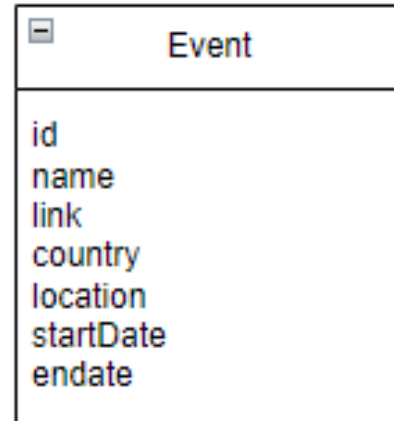 Event
id
name
link
country
location
startDate
endate